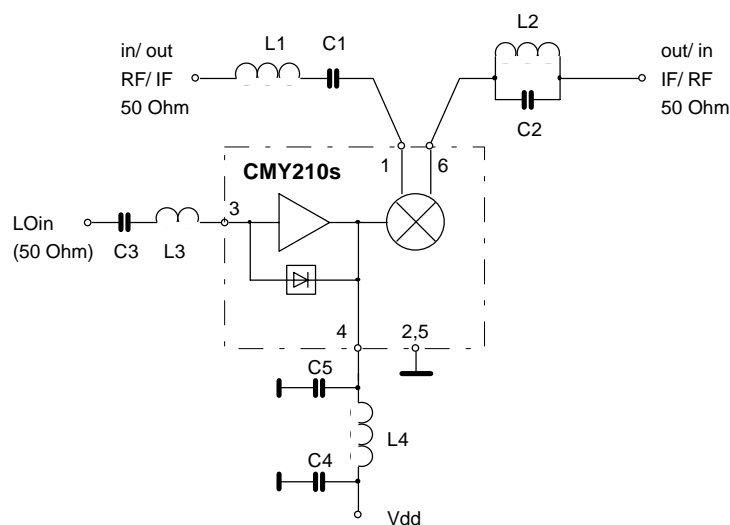 in/ out
RF/ IF
50 Ohm
L1
C1
L2
C2
out/ in
IF/ RF
50 Ohm
1
6
CMY210s
LOin
(50 Ohm)
C3
L3
3
4
2,5
C5
L4
C4
Vdd